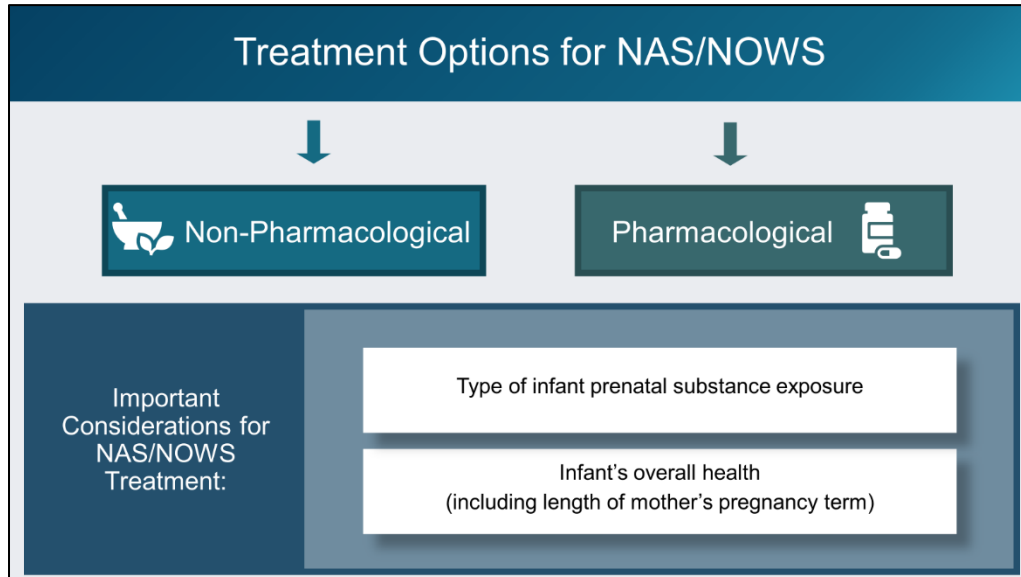 Treatment Options for NAS/NOWS
Non-Pharmacological
Pharmacological
Important
Considerations for
NAS/NOWS
Treatment:
Type of infant prenatal substance exposure
Infant’s overall health
(including length of mother’s pregnancy term)